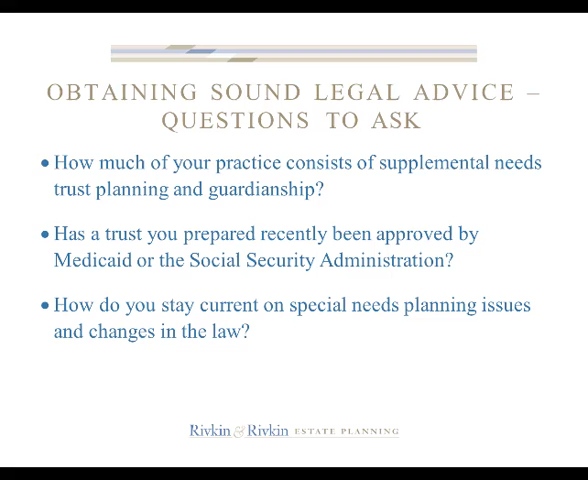 OBTAINING SOUND LEGAL ADVICE –
QUESTIONS TO ASK
• How much of your practice consists of supplemental needs
trust planning and guardianship?
• Has a trust you prepared recently been approved by
Medicaid or the Social Security Administration?
• How do you stay current on special needs planning issues
and changes in the law?
Rivkin & Rivkin ESTATE PLANNING